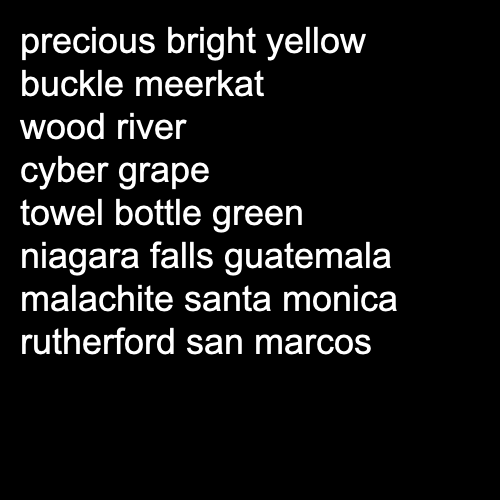 precious bright yellow
buckle meerkat
wood river
cyber grape
towel bottle green
niagara falls guatemala
malachite santa monica
rutherford san marcos